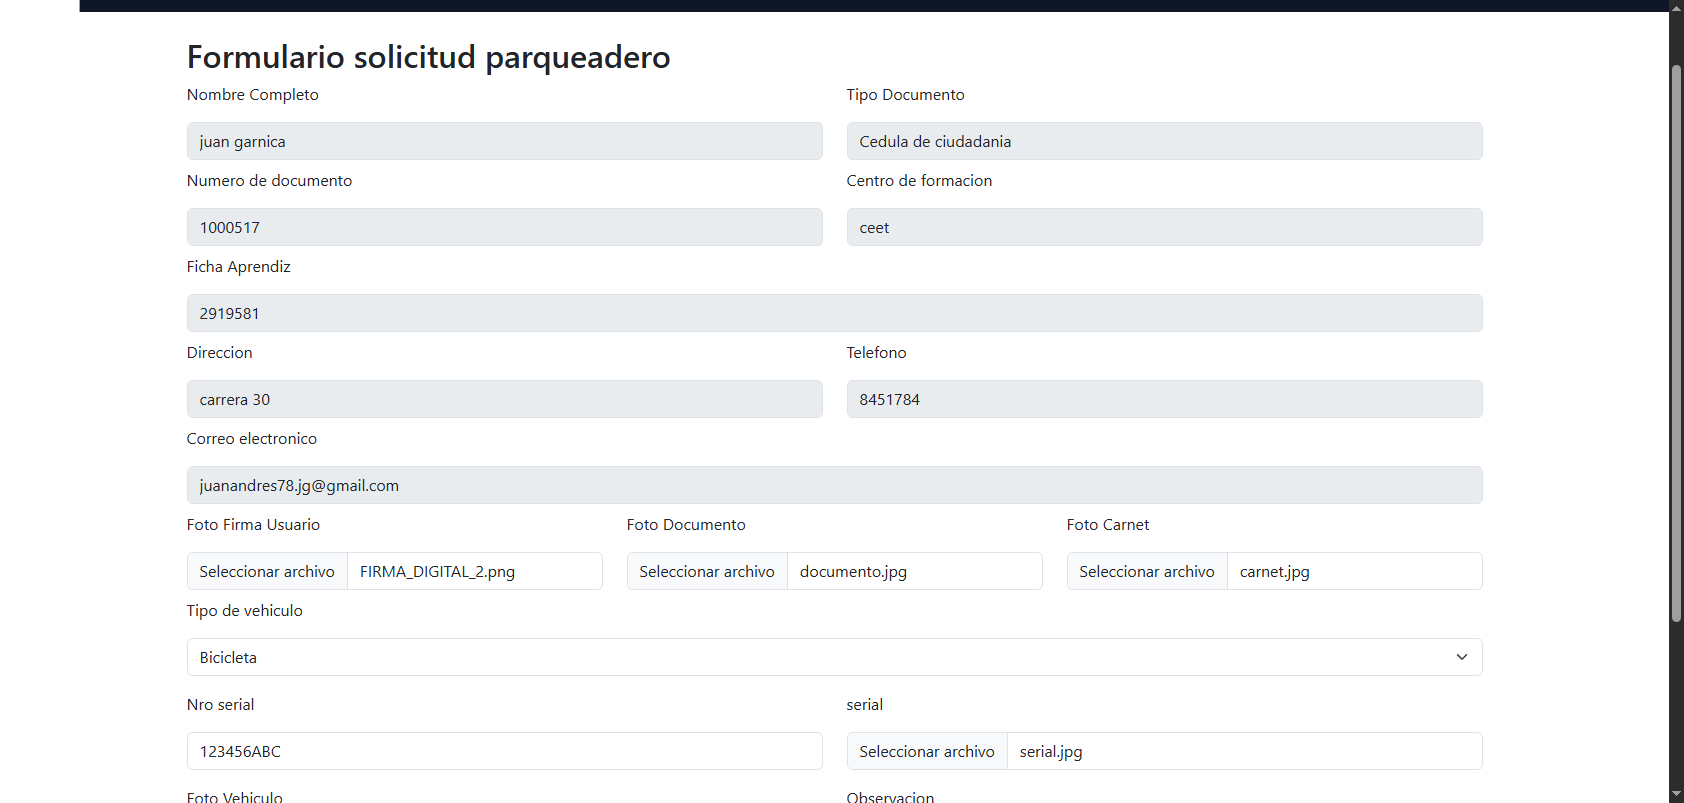 Formulario solicitud parqueadero
Nombre Completo
Tipo Documento
juan garnica
Cedula de ciudadania
Numero de documento
Centro de formacion
1000517
ceet
Ficha Aprendiz
2919581
Direccion
Telefono
carrera 30
8451784
Correo electronico
juanandres78.jg@gmail.com
Foto Firma Usuario
Foto Documento
Foto Carnet
Seleccionar archivo FIRMA_DIGITAL_2.png
Seleccionar archivo documento.jpg
Seleccionar archivo carnet.jpg
Tipo de vehiculo
Bicicleta
Nro serial
serial
123456ABC
Seleccionar archivo serial.jpg
Foto Vehiculo
Observacion